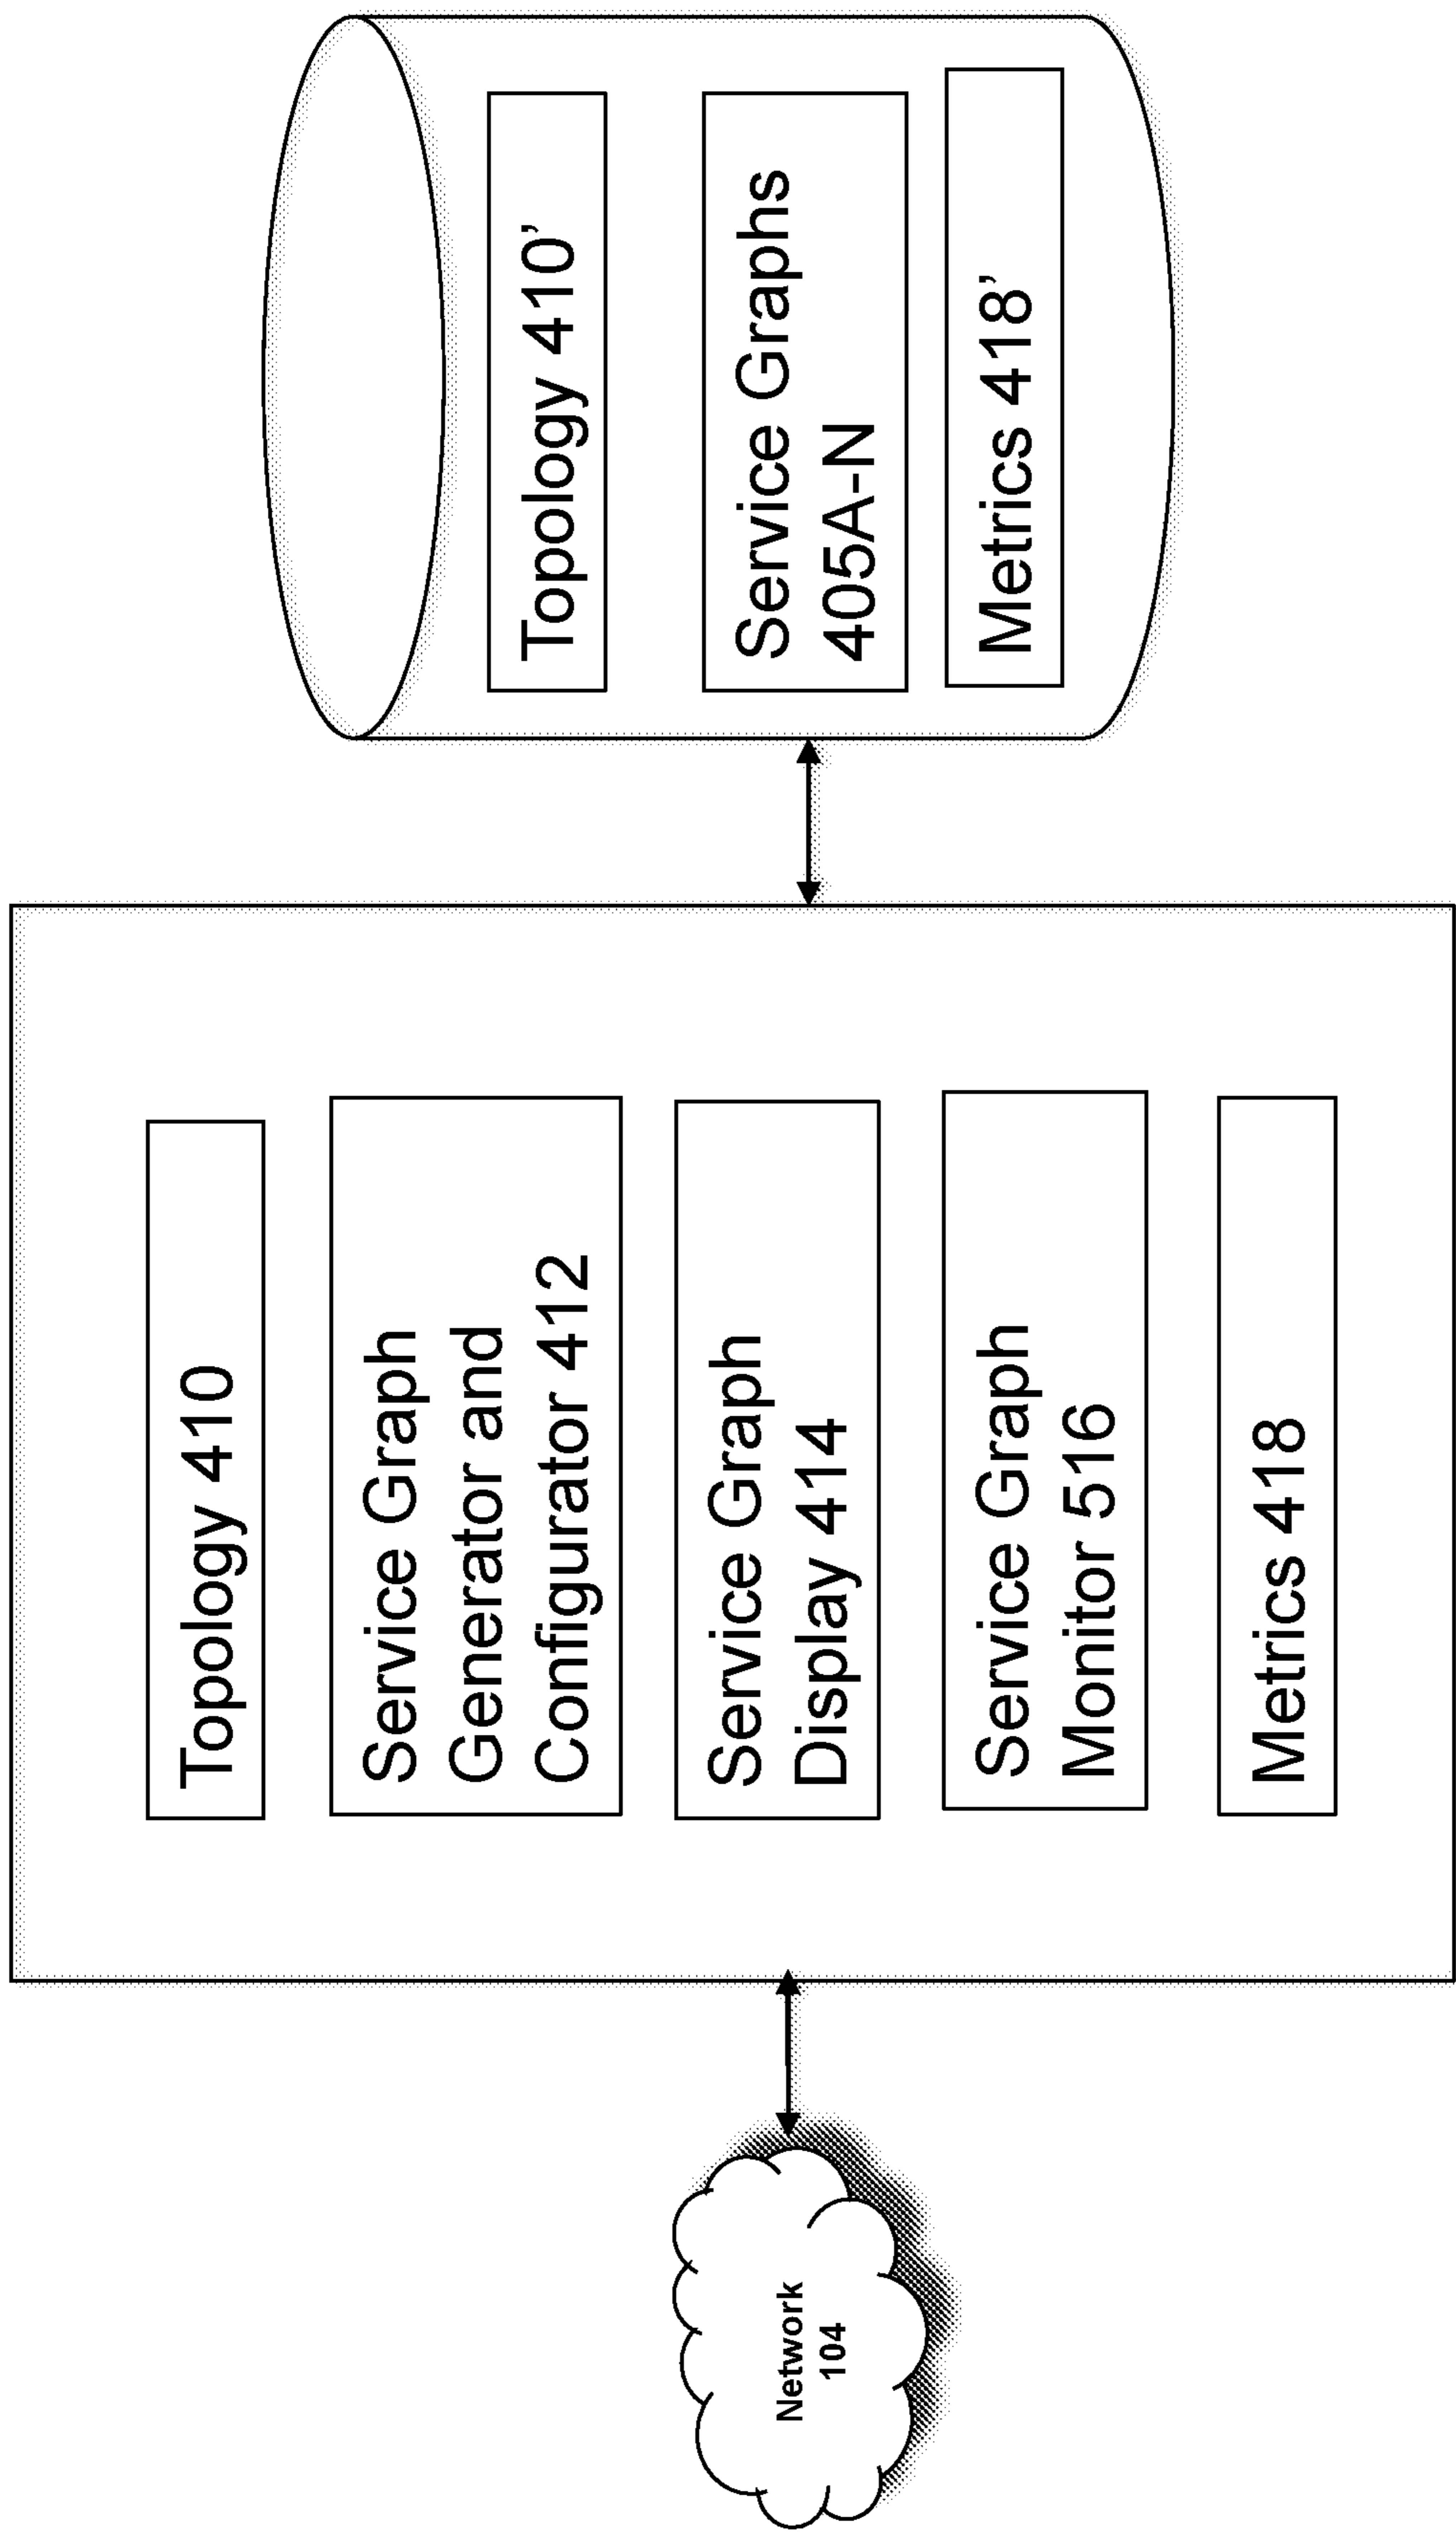 Network
104
Topology 410
Service Graph
Generator and
Configurator 412
Service Graph
Display 414
Service Graph
Monitor 516
Metrics 418
Topology 410’
Service Graphs
405A-N
Metrics 418’